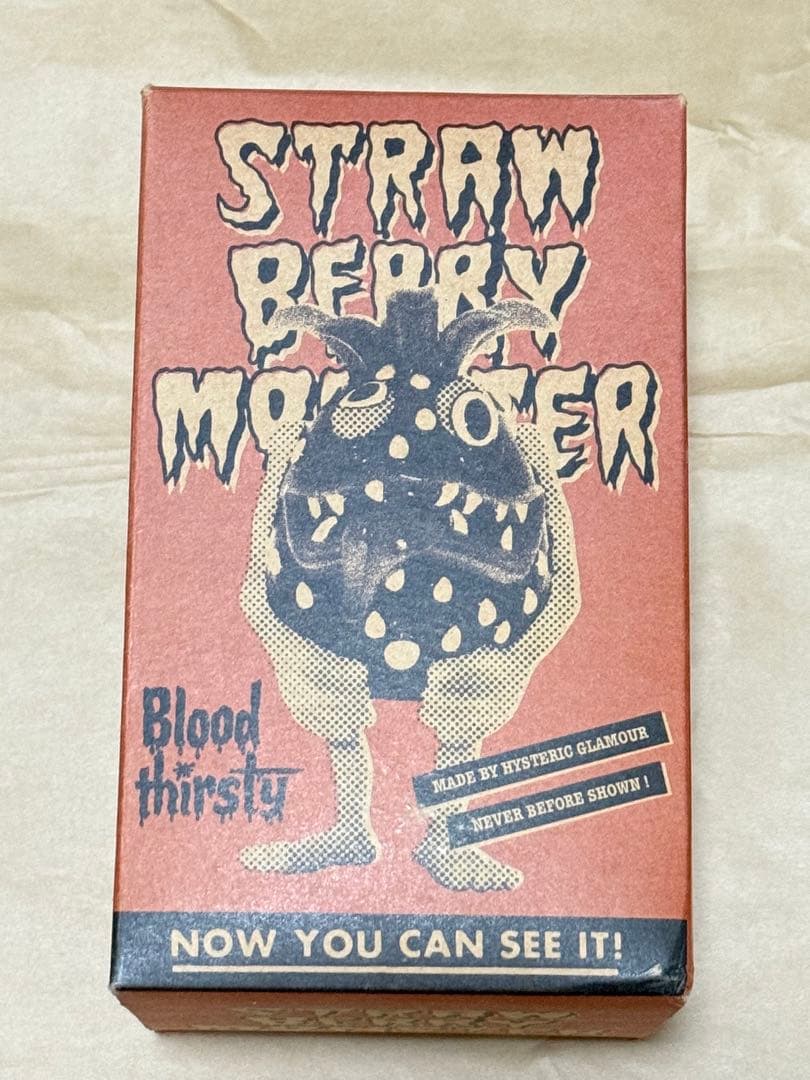 STRAW
BERRY
MONSTER
Blood
thirsty
MADE BY HYSTERIC GLAMOUR
NEVER BEFORE SHOWN!
NOW YOU CAN SEE IT!